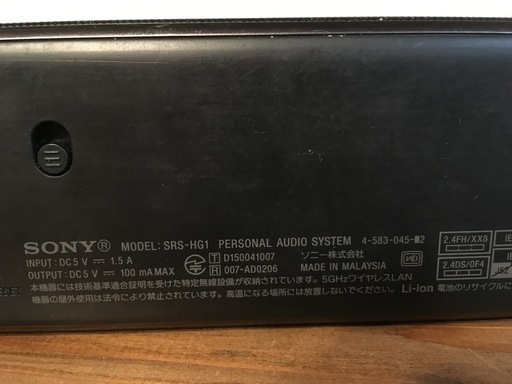 SONY® MODEL: SRS-HG1 PERSONAL AUDIO SYSTEM 4-583-045-■2
INPUT: DC 5 V ⎓ 1.5 A
OUTPUT: DC 5 V ⎓ 100 mA MAX
T D150041007
R 007-AD0206
ソニー株式会社
MADE IN MALAYSIA
VCI
2.4FH/XX8
2.4DS/OF4
本機器には技術基準適合証明を受けた特定無線設備が収納されています。5GHzワイヤレスLAN
機器の屋外使用は法令により禁止されています。高温になる場所には放置しないでください。 Li-ion 電池のリサイクルに